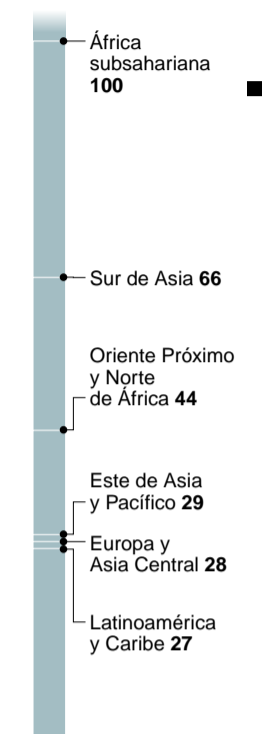 África
subsahariana
100
Sur de Asia 66
Oriente Próximo
y Norte
de África 44
Este de Asia
y Pacífico 29
Europa y
Asia Central 28
Latinoamérica
y Caribe 27